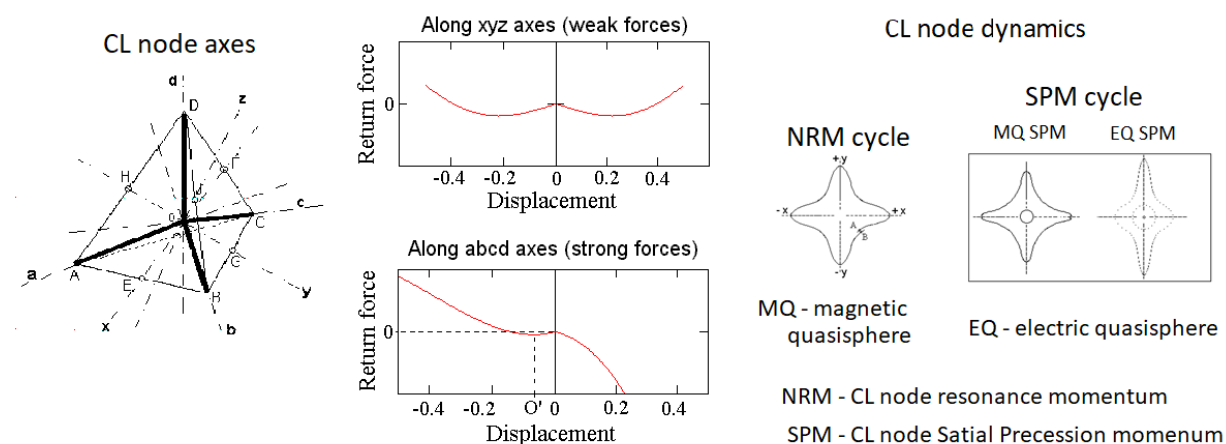 CL node axes
d
D
z
H
F
J
O
c
C
a
A
G
E
B
x
b
y
Along xyz axes (weak forces)
Return force
0
-0.4
-0.2
0
0.2
0.4
Displacement
Along abcd axes (strong forces)
Return force
0
-0.4
-0.2
O'
0
0.2
0.4
Displacement
CL node dynamics
SPM cycle
NRM cycle
MQ SPM
EQ SPM
+y
-x
+x
A
B
-y
MQ - magnetic
quasisphere
EQ - electric quasisphere
NRM - CL node resonance momentum
SPM - CL node Satial Precession momenum